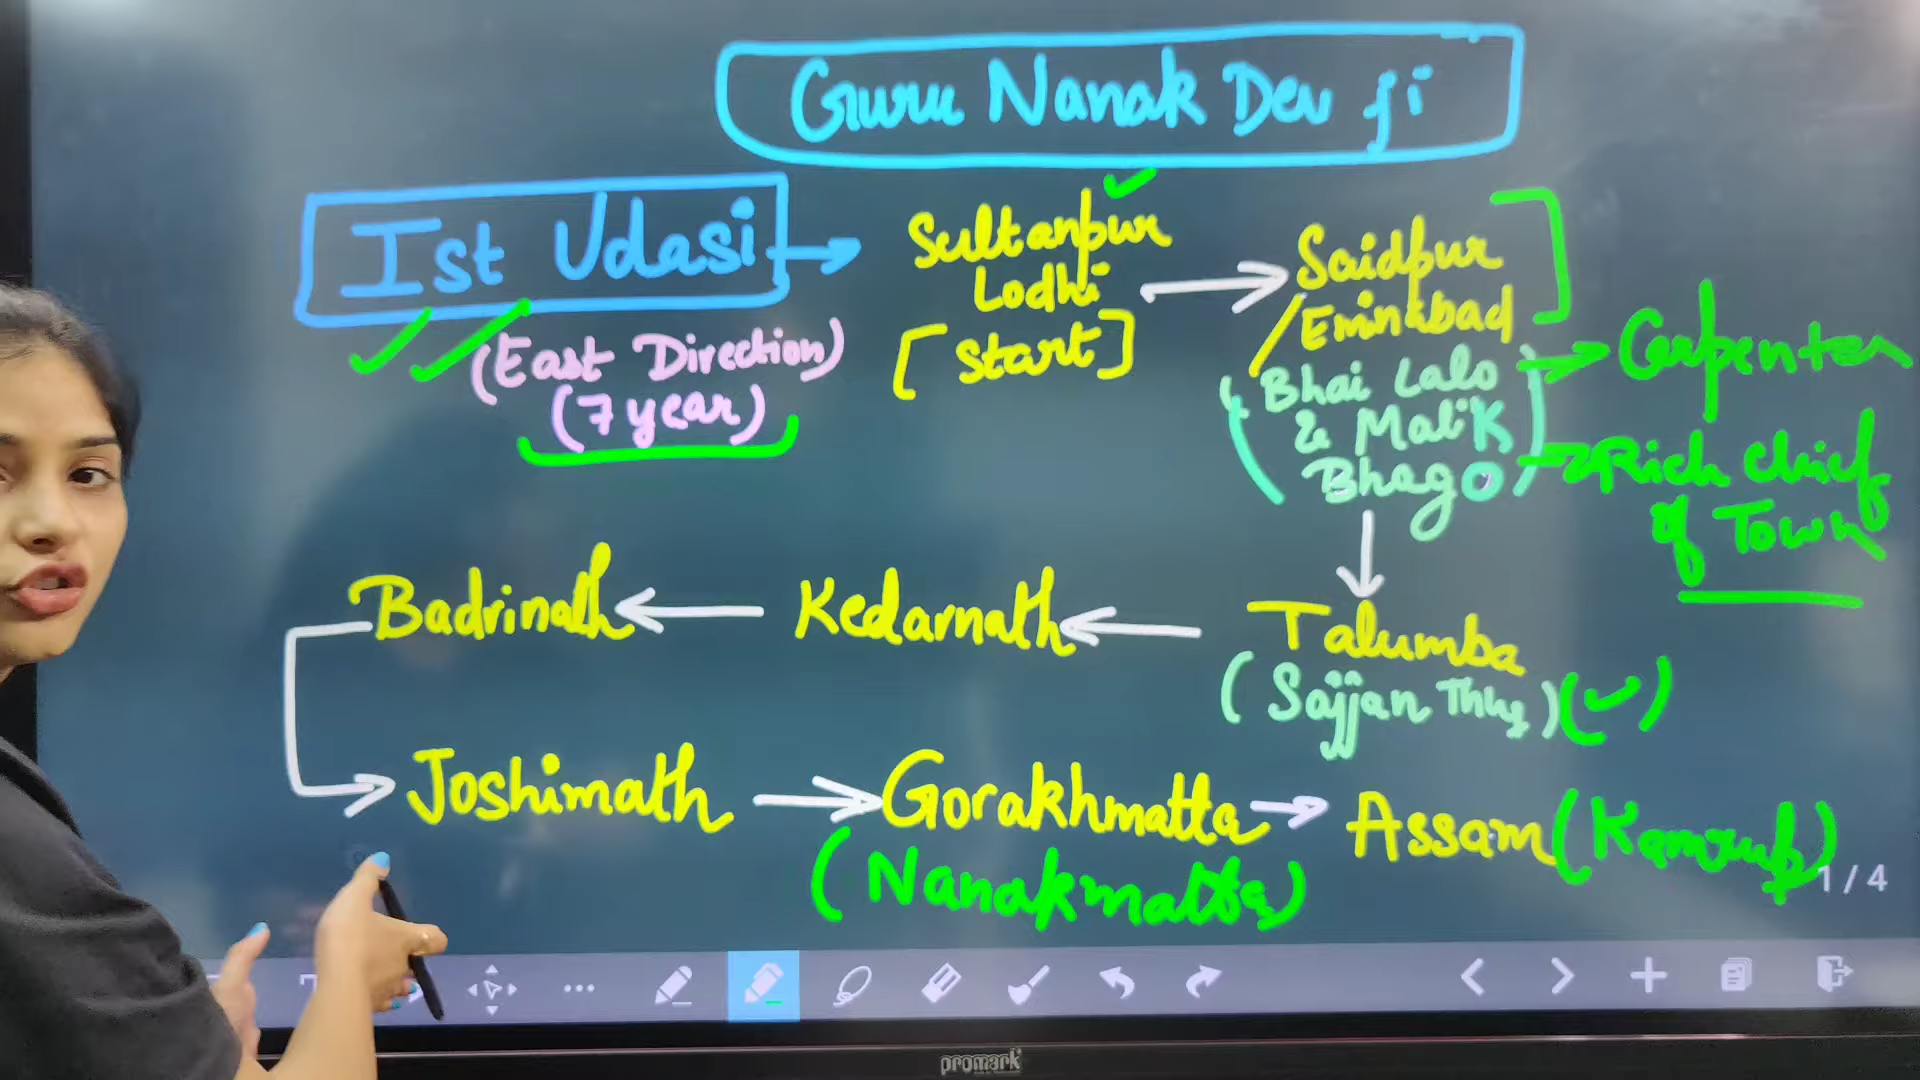 Guru Nanak Dev Ji
Ist Udasi
(East Direction)
(7 year)
Sultanpur
Lodhi
[Start]
Saidpur
/Eminabad
(Bhai Lalo
& Malik
Bhago)
Carpenter
Rich Chief
of Town
Badrinath
Kedarnath
Talumba
(Sajjan Thug)
Joshimath
Gorakhmatta
Assam (Kamrup)
(Nanakmatta)
1/4
promark